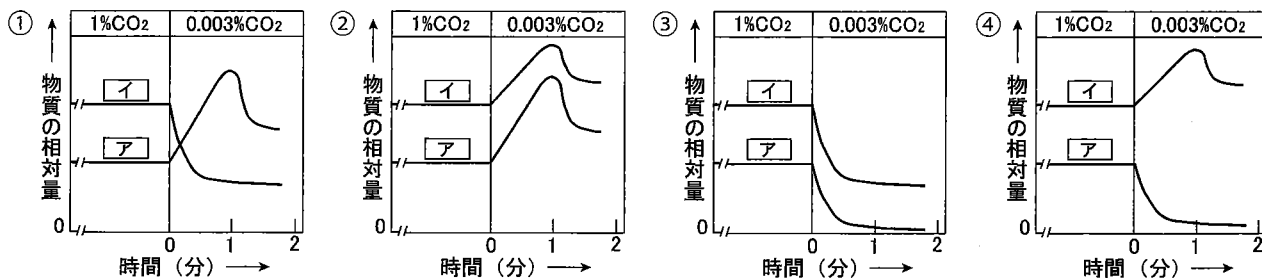 ①
1%CO2 0.003%CO2
物質の相対量
イ
ア
0
0 1 2
時間（分）
②
1%CO2 0.003%CO2
物質の相対量
イ
ア
0
0 1 2
時間（分）
③
1%CO2 0.003%CO2
物質の相対量
イ
ア
0
0 1 2
時間（分）
④
1%CO2 0.003%CO2
物質の相対量
イ
ア
0
0 1 2
時間（分）